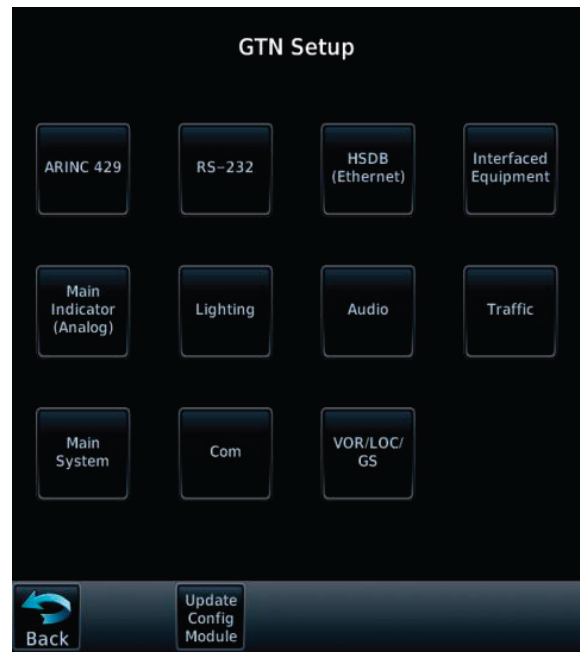 GTN Setup
ARINC 429
RS-232
HSDB
(Ethernet)
Interfaced
Equipment
Main
Indicator
(Analog)
Lighting
Audio
Traffic
Main
System
Com
VOR/LOC/
GS
Back
Update
Config
Module